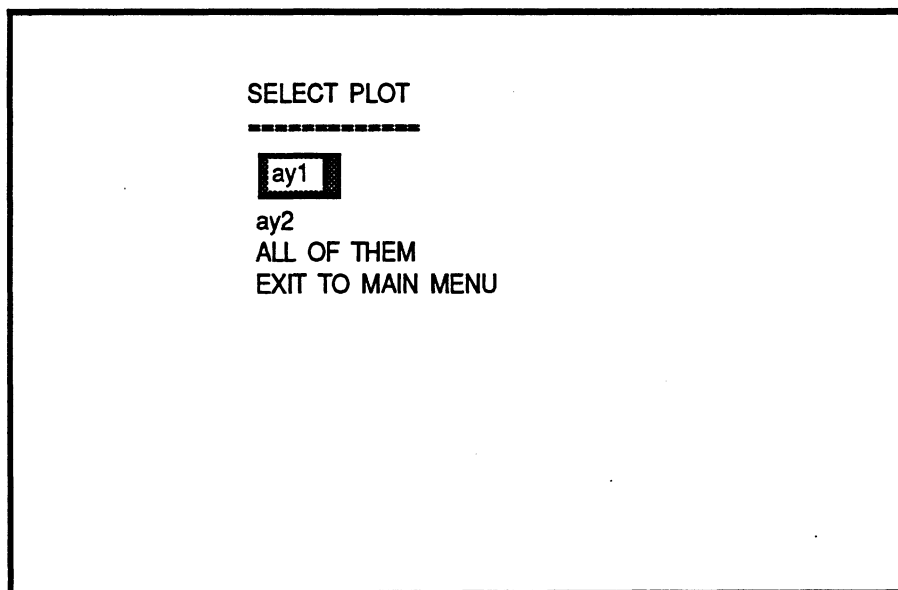 SELECT PLOT
-------------
ay1
ay2
ALL OF THEM
EXIT TO MAIN MENU